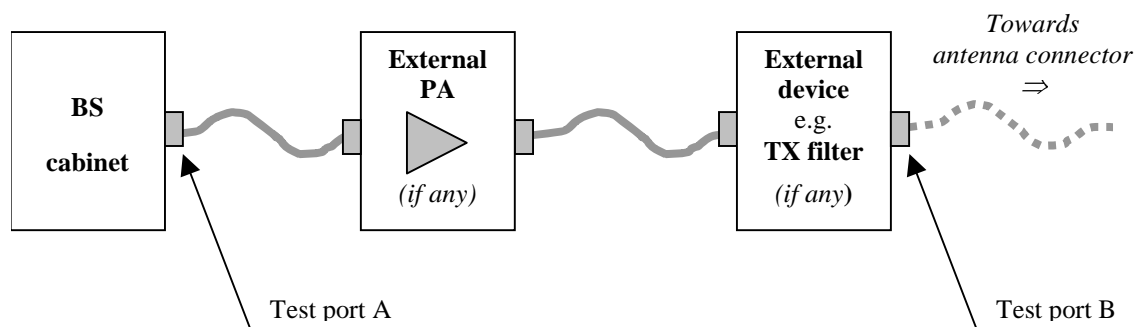 BS
cabinet
External
PA
(if any)
External
device
e.g.
TX filter
(if any)
Towards
antenna connector
⇒
Test port A
Test port B